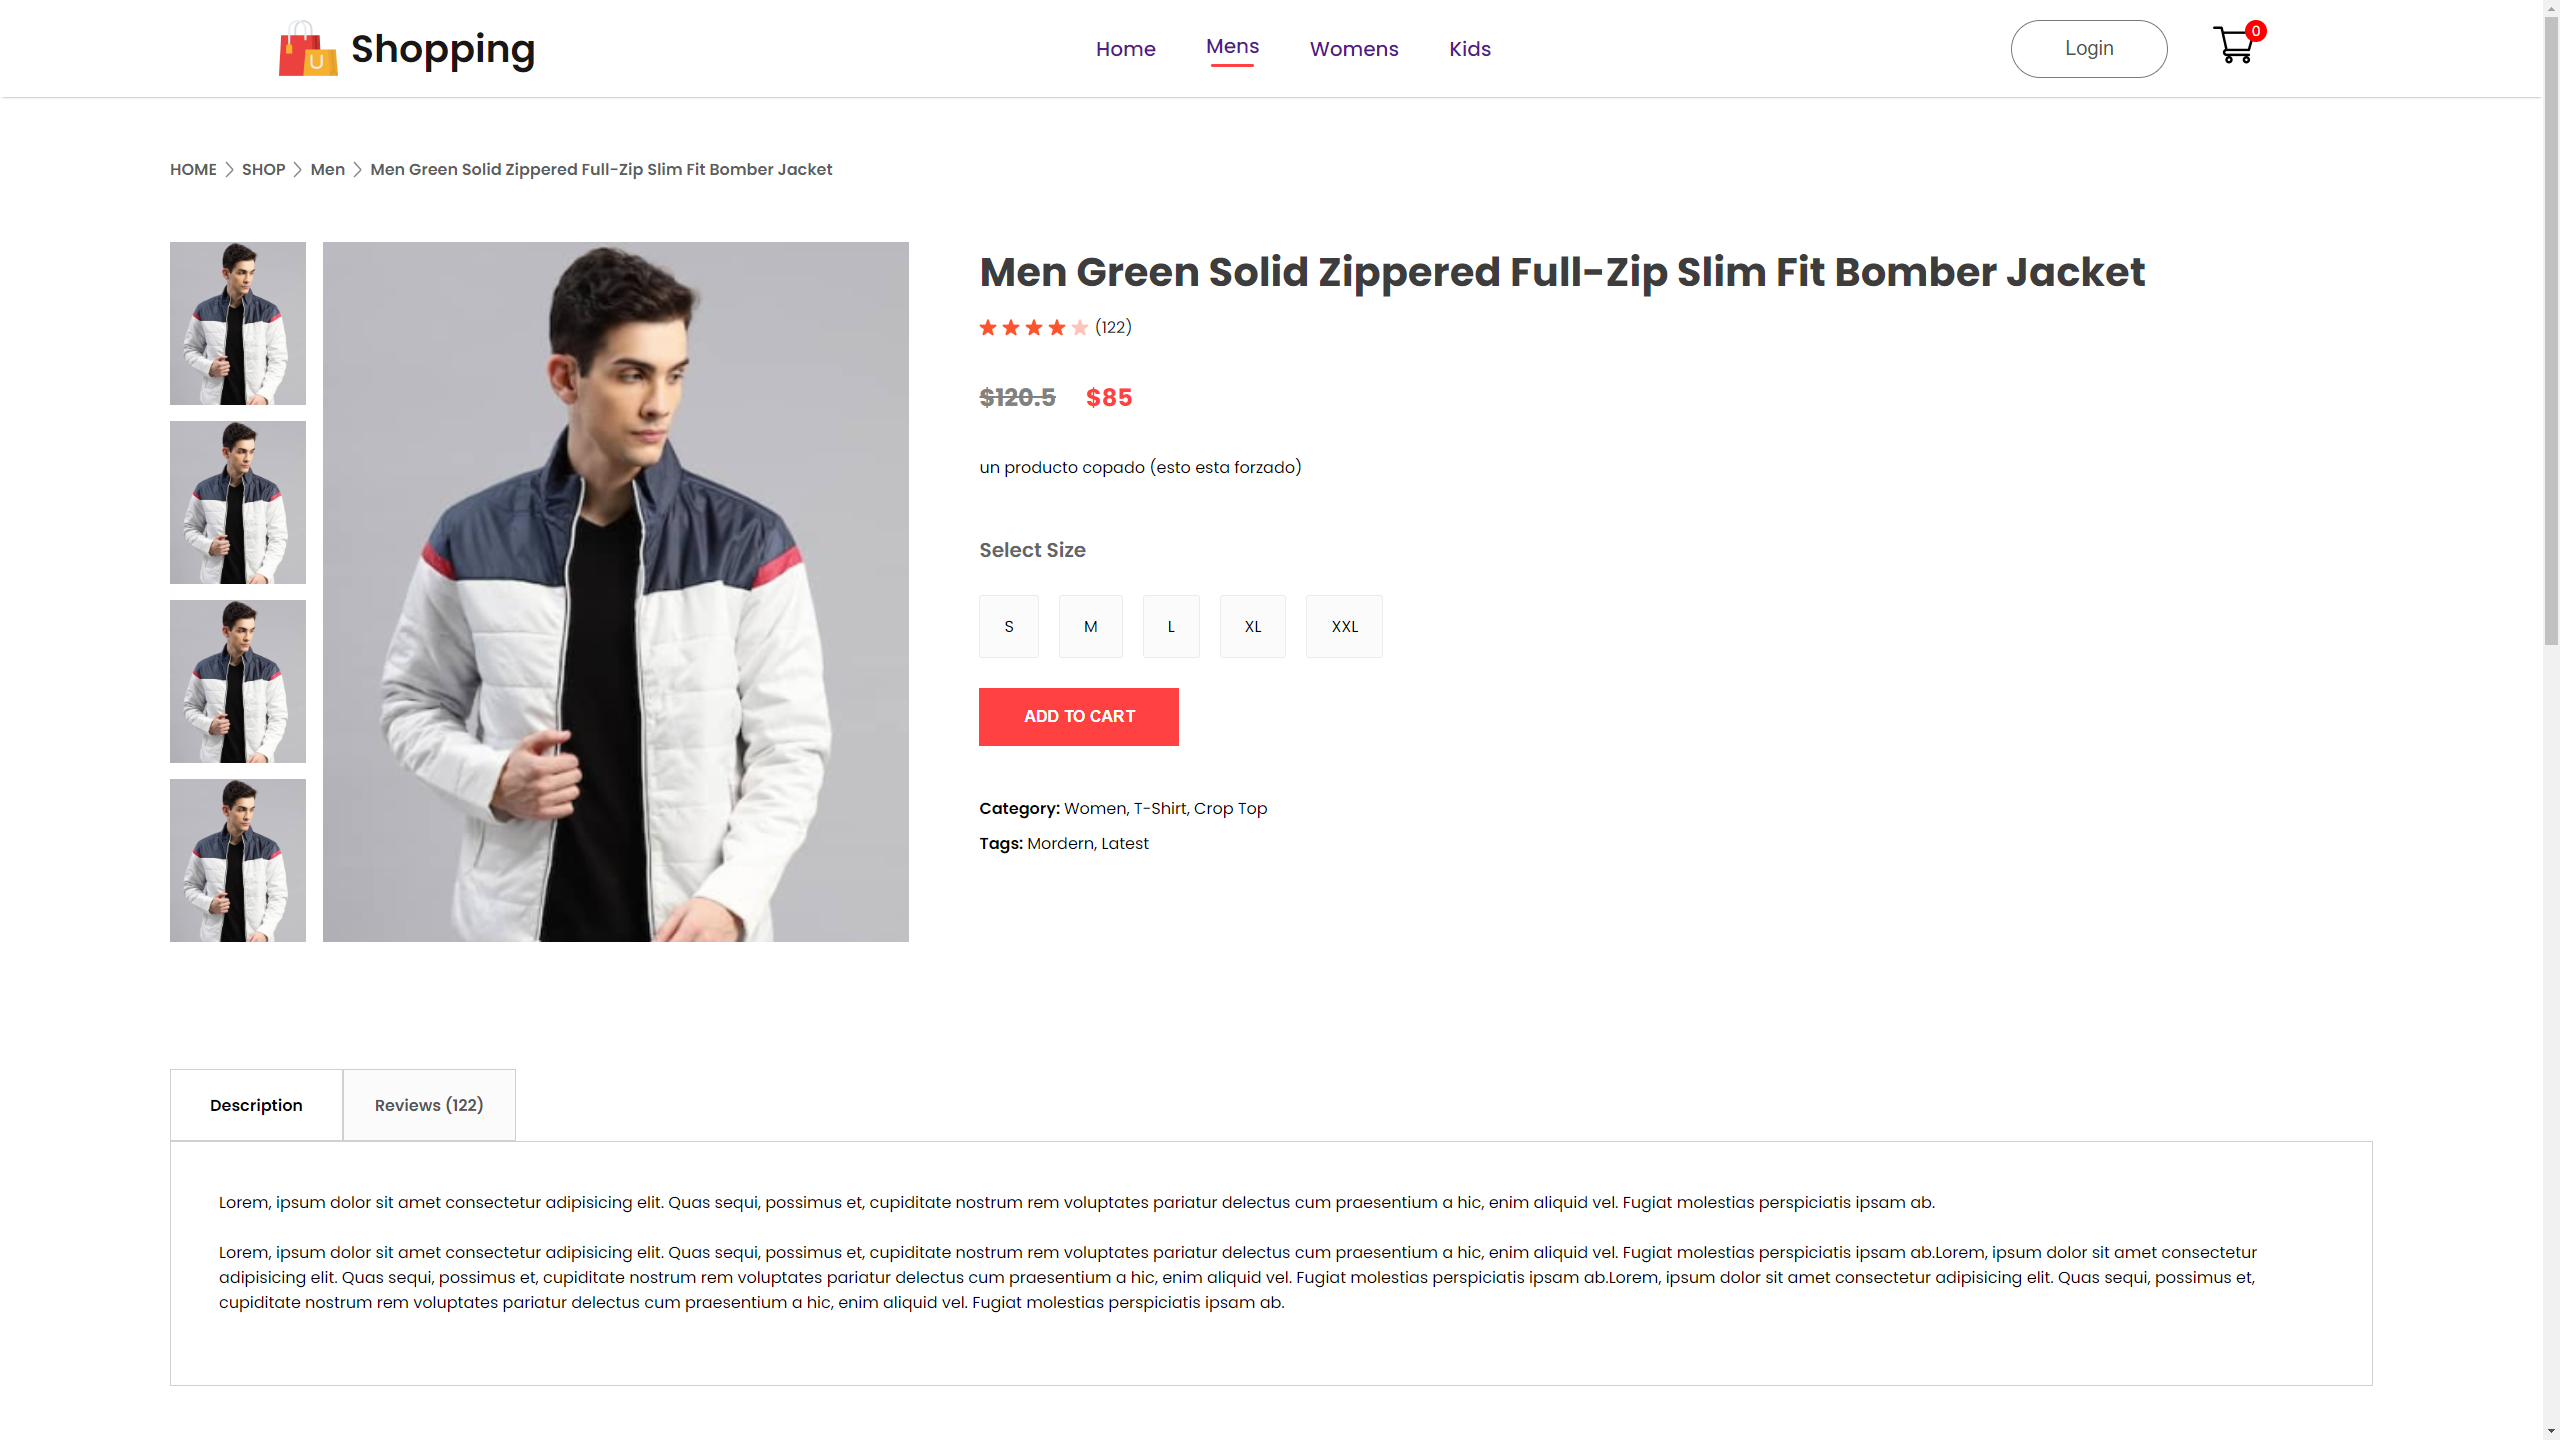 U Shopping
Home Mens Womens Kids
Login
0
HOME SHOP Men Men Green Solid Zippered Full-Zip Slim Fit Bomber Jacket
Men Green Solid Zippered Full-Zip Slim Fit Bomber Jacket
(122)
$120.5 $85
un producto copado (esto esta forzado)
Select Size
S M L XL XXL
ADD TO CART
Category: Women, T-Shirt, Crop Top
Tags: Mordern, Latest
Description Reviews (122)
Lorem, ipsum dolor sit amet consectetur adipisicing elit. Quas sequi, possimus et, cupiditate nostrum rem voluptates pariatur delectus cum praesentium a hic, enim aliquid vel. Fugiat molestias perspiciatis ipsam ab.
Lorem, ipsum dolor sit amet consectetur adipisicing elit. Quas sequi, possimus et, cupiditate nostrum rem voluptates pariatur delectus cum praesentium a hic, enim aliquid vel. Fugiat molestias perspiciatis ipsam ab.Lorem, ipsum dolor sit amet consectetur
adipisicing elit. Quas sequi, possimus et, cupiditate nostrum rem voluptates pariatur delectus cum praesentium a hic, enim aliquid vel. Fugiat molestias perspiciatis ipsam ab.Lorem, ipsum dolor sit amet consectetur adipisicing elit. Quas sequi, possimus et,
cupiditate nostrum rem voluptates pariatur delectus cum praesentium a hic, enim aliquid vel. Fugiat molestias perspiciatis ipsam ab.